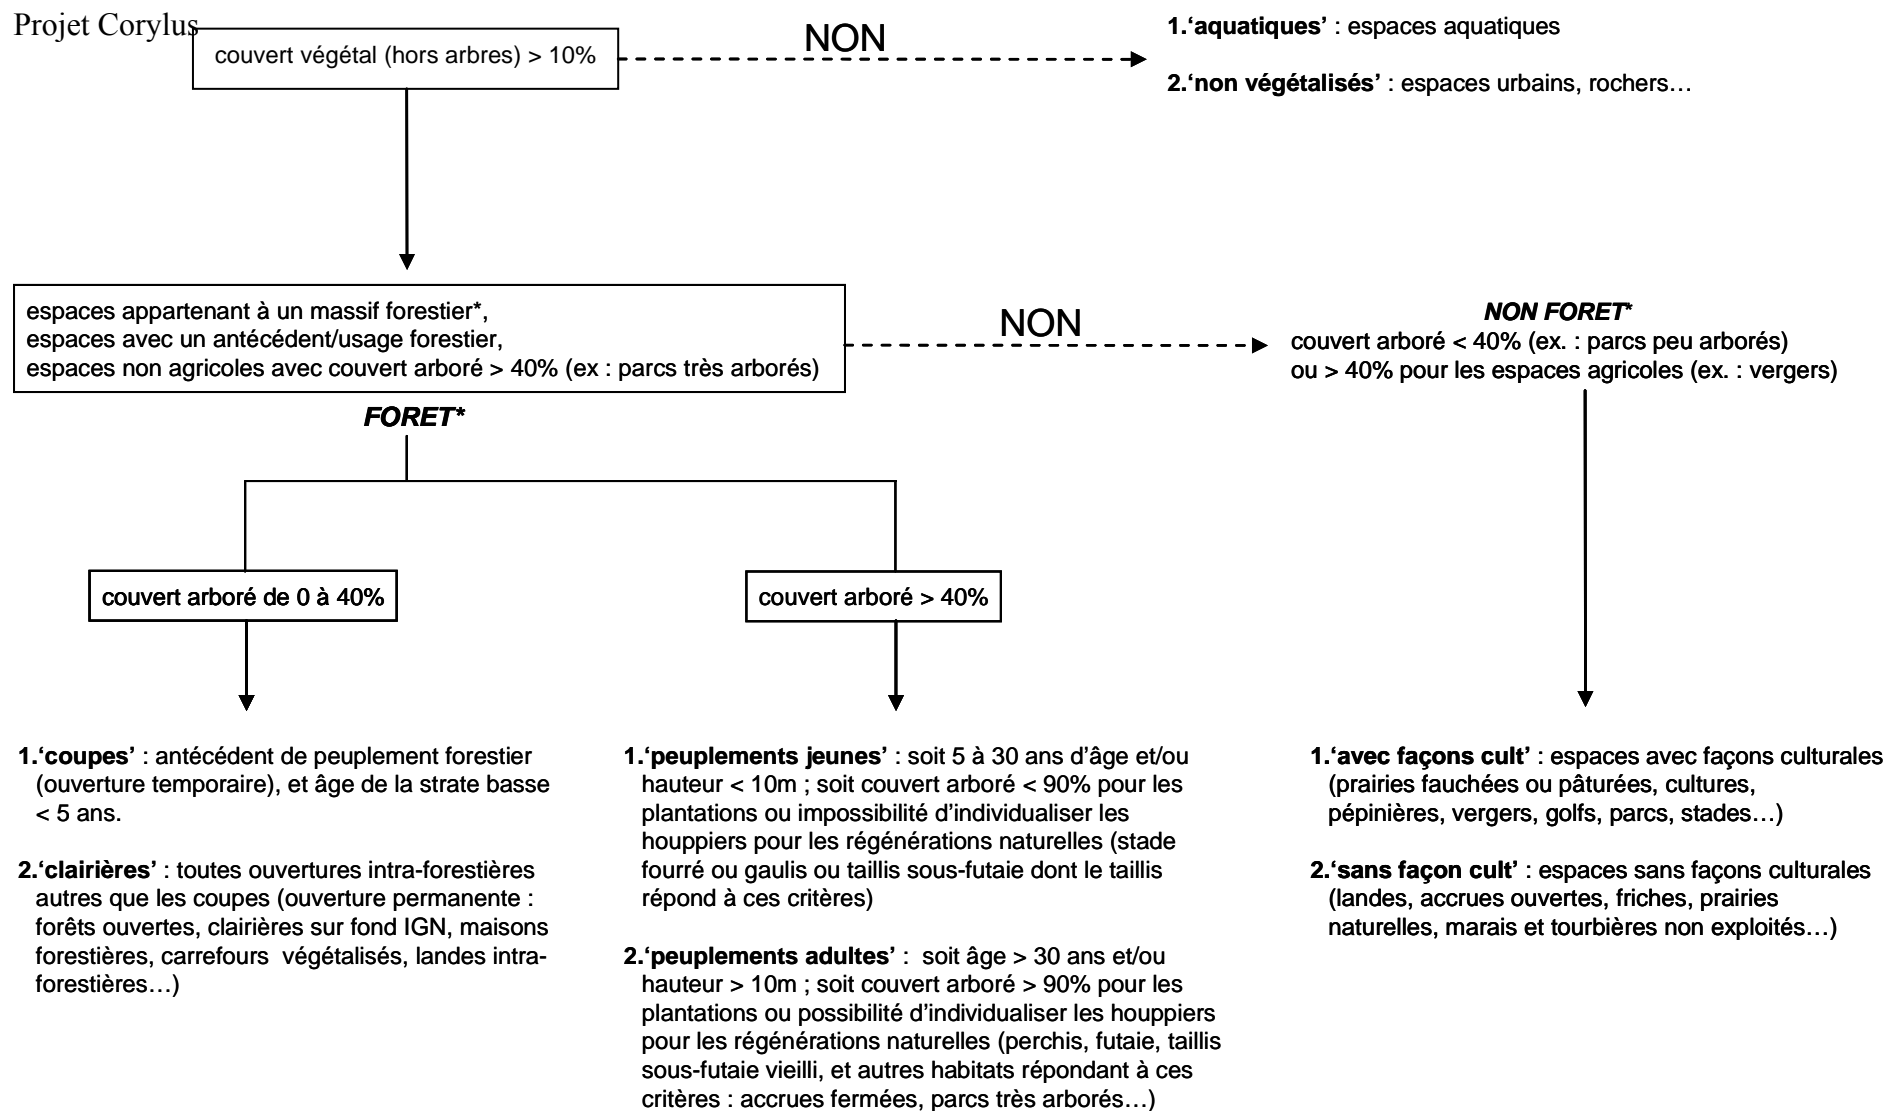 Projet Corylus
couvert végétal (hors arbres) > 10%
NON
1.‘aquatiques’ : espaces aquatiques
2.‘non végétalisés’ : espaces urbains, rochers…
espaces appartenant à un massif forestier*,
espaces avec un antécédent/usage forestier,
espaces non agricoles avec couvert arboré > 40% (ex : parcs très arborés)
NON
NON FORET*
couvert arboré < 40% (ex. : parcs peu arborés)
ou > 40% pour les espaces agricoles (ex. : vergers)
FORET*
couvert arboré de 0 à 40%
couvert arboré > 40%
1.‘coupes’ : antécédent de peuplement forestier
(ouverture temporaire), et âge de la strate basse
< 5 ans.
2.‘clairières’ : toutes ouvertures intra-forestières
autres que les coupes (ouverture permanente :
forêts ouvertes, clairières sur fond IGN, maisons
forestières, carrefours végétalisés, landes intra-
forestières…)
1.‘peuplements jeunes’ : soit 5 à 30 ans d’âge et/ou
hauteur < 10m ; soit couvert arboré < 90% pour les
plantations ou impossibilité d’individualiser les
houppiers pour les régénérations naturelles (stade
fourré ou gaulis ou taillis sous-futaie dont le taillis
répond à ces critères)
2.‘peuplements adultes’ : soit âge > 30 ans et/ou
hauteur > 10m ; soit couvert arboré > 90% pour les
plantations ou possibilité d’individualiser les houppiers
pour les régénérations naturelles (perchis, futaie, taillis
sous-futaie vieilli, et autres habitats répondant à ces
critères : accrues fermées, parcs très arborés…)
1.‘avec façons cult’ : espaces avec façons culturales
(prairies fauchées ou pâturées, cultures,
pépinières, vergers, golfs, parcs, stades…)
2.‘sans façon cult’ : espaces sans façons culturales
(landes, accrues ouvertes, friches, prairies
naturelles, marais et tourbières non exploités…)